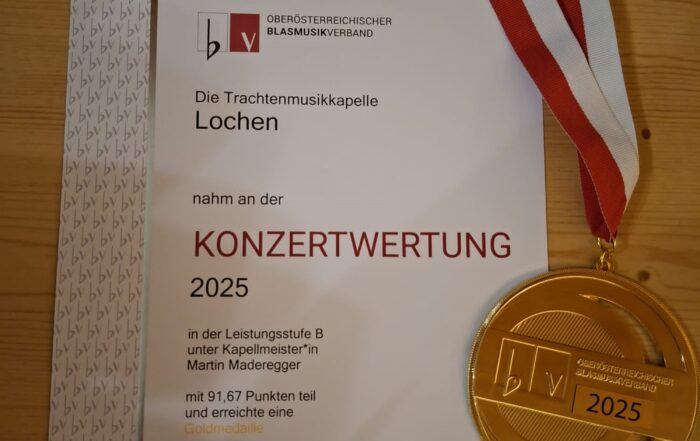 b v
OBERÖSTERREICHISCHER
BLASMUSIKVERBAND
Die Trachtenmusikkapelle
Lochen
nahm an der
KONZERTWERTUNG
2025
in der Leistungsstufe B
unter Kapellmeister*in
Martin Maderegger
mit 91,67 Punkten teil
und erreichte eine
Goldmedaille
b v
OBERÖSTERREICHISCHER
BLASMUSIKVERBAND
2025